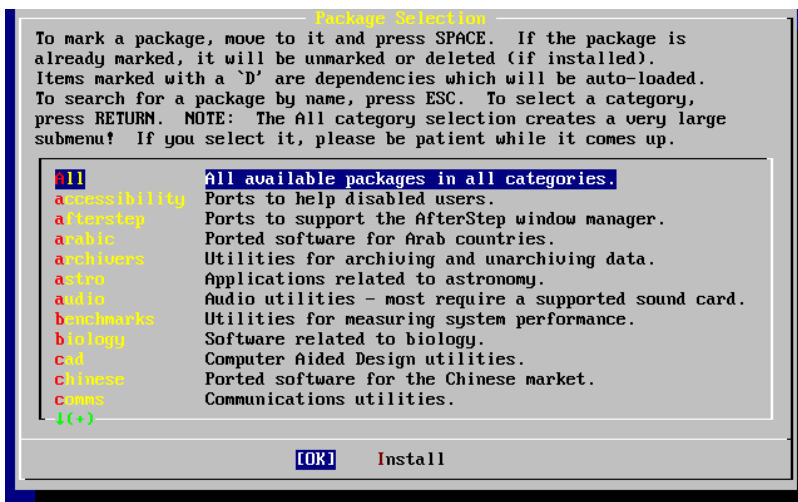 Package Selection
To mark a package, move to it and press SPACE.  If the package is
already marked, it will be unmarked or deleted (if installed).
Items marked with a `D' are dependencies which will be auto-loaded.
To search for a package by name, press ESC.  To select a category,
press RETURN.  NOTE:  The All category selection creates a very large
submenu!  If you select it, please be patient while it comes up.
All All available packages in all categories.
accessibility Ports to help disabled users.
afterstep Ports to support the AfterStep window manager.
arabic Ported software for Arab countries.
archivers Utilities for archiving and unarchiving data.
astro Applications related to astronomy.
audio Audio utilities - most require a supported sound card.
benchmarks Utilities for measuring system performance.
biology Software related to biology.
cad Computer Aided Design utilities.
chinese Ported software for the Chinese market.
comms Communications utilities.
↓(+)
[OK] Install